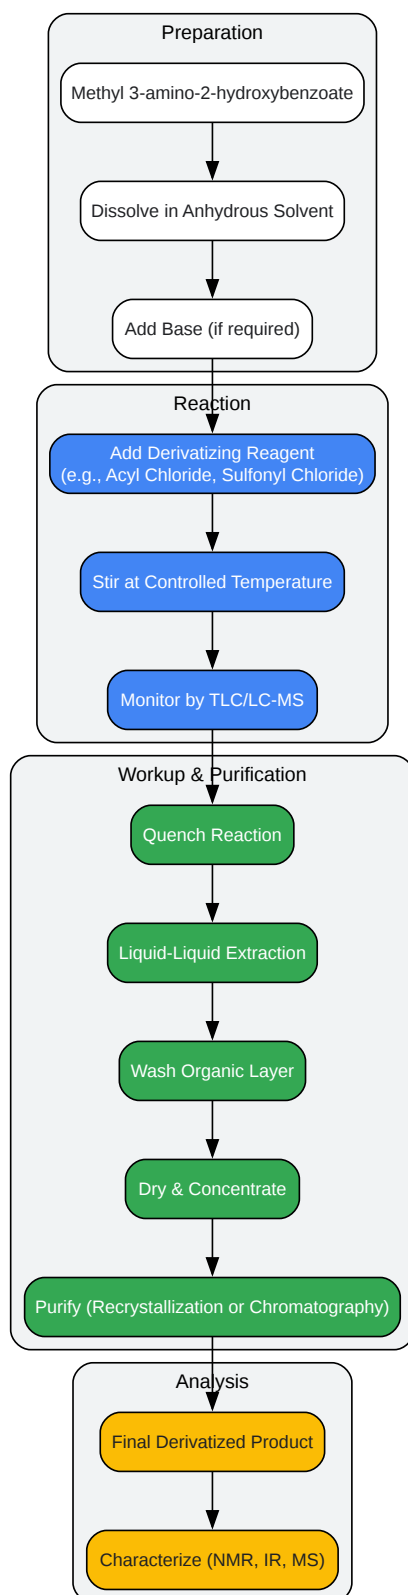 Preparation
Methyl 3-amino-2-hydroxybenzoate
Dissolve in Anhydrous Solvent
Add Base (if required)
Reaction
Add Derivatizing Reagent
(e.g., Acyl Chloride, Sulfonyl Chloride)
Stir at Controlled Temperature
Monitor by TLC/LC-MS
Workup & Purification
Quench Reaction
Liquid-Liquid Extraction
Wash Organic Layer
Dry & Concentrate
Purify (Recrystallization or Chromatography)
Analysis
Final Derivatized Product
Characterize (NMR, IR, MS)